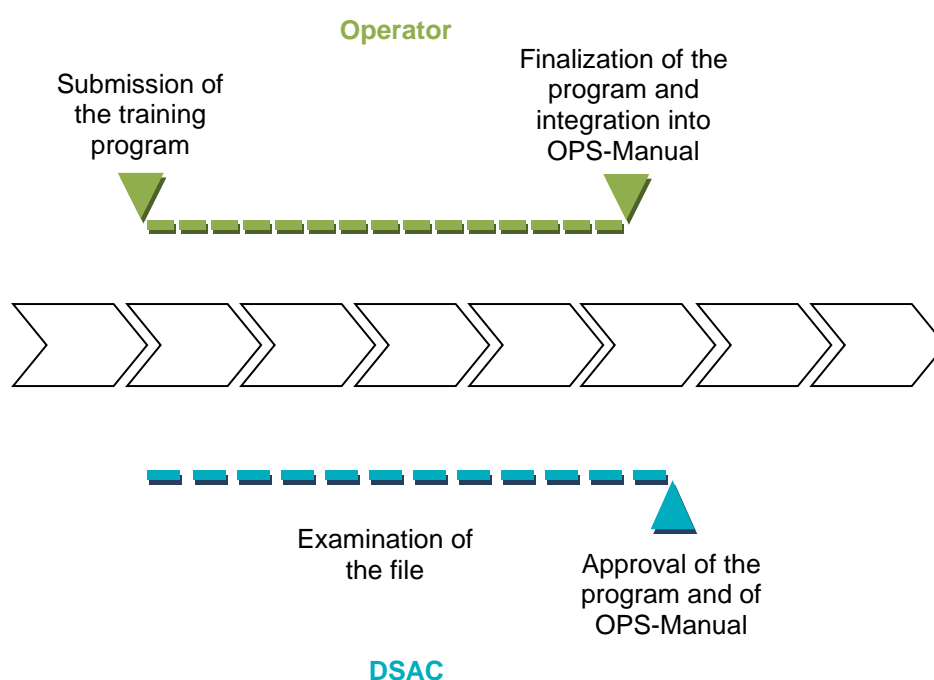 Operator
Submission of
the training
program
Finalization of the
program and
integration into
OPS-Manual
Examination of
the file
Approval of the
program and of
OPS-Manual
DSAC